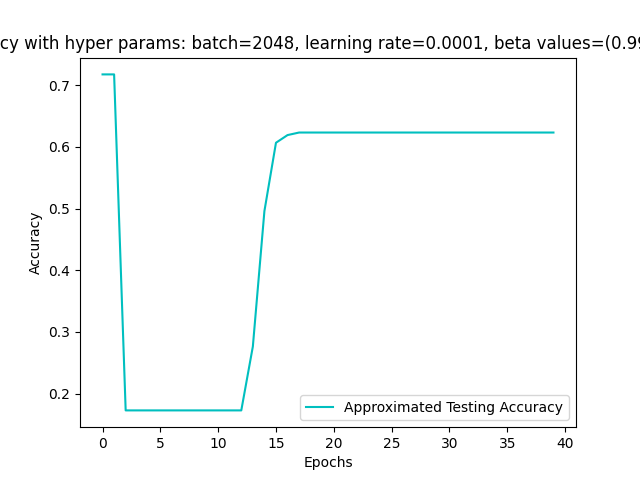 cy with hyper params: batch=2048, learning rate=0.0001, beta values=(0.99
0.7
0.6
0.5
0.4
0.3
0.2
Accuracy
Approximated Testing Accuracy
0 5 10 15 20 25 30 35 40
Epochs